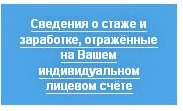 Сведения о стаже и
заработке, отражённые
на Вашем
индивидуальном
лицевом счёте